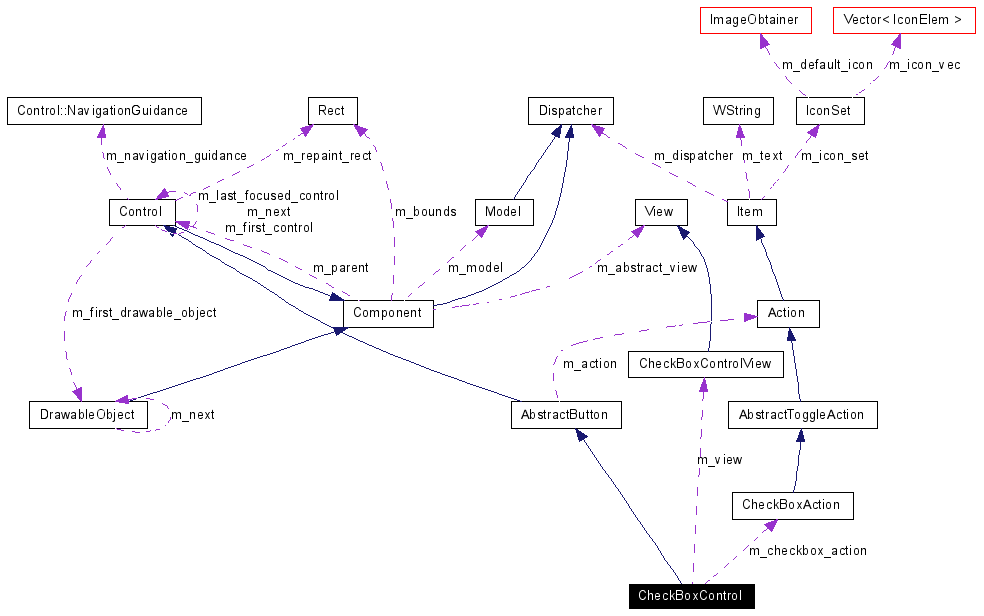 ImageObtainer
Vector< IconElem >
m_default_icon
m_icon_vec
Control::NavigationGuidance
Rect
Dispatcher
WString
IconSet
m_navigation_guidance
m_repaint_rect
m_dispatcher
m_text
m_icon_set
m_last_focused_control
m_next
m_first_control
Control
m_bounds
Model
View
Item
m_parent
m_model
m_abstract_view
m_first_drawable_object
Component
Action
m_action
CheckBoxControlView
DrawableObject
m_next
AbstractButton
AbstractToggleAction
m_view
CheckBoxAction
m_checkbox_action
CheckBoxControl